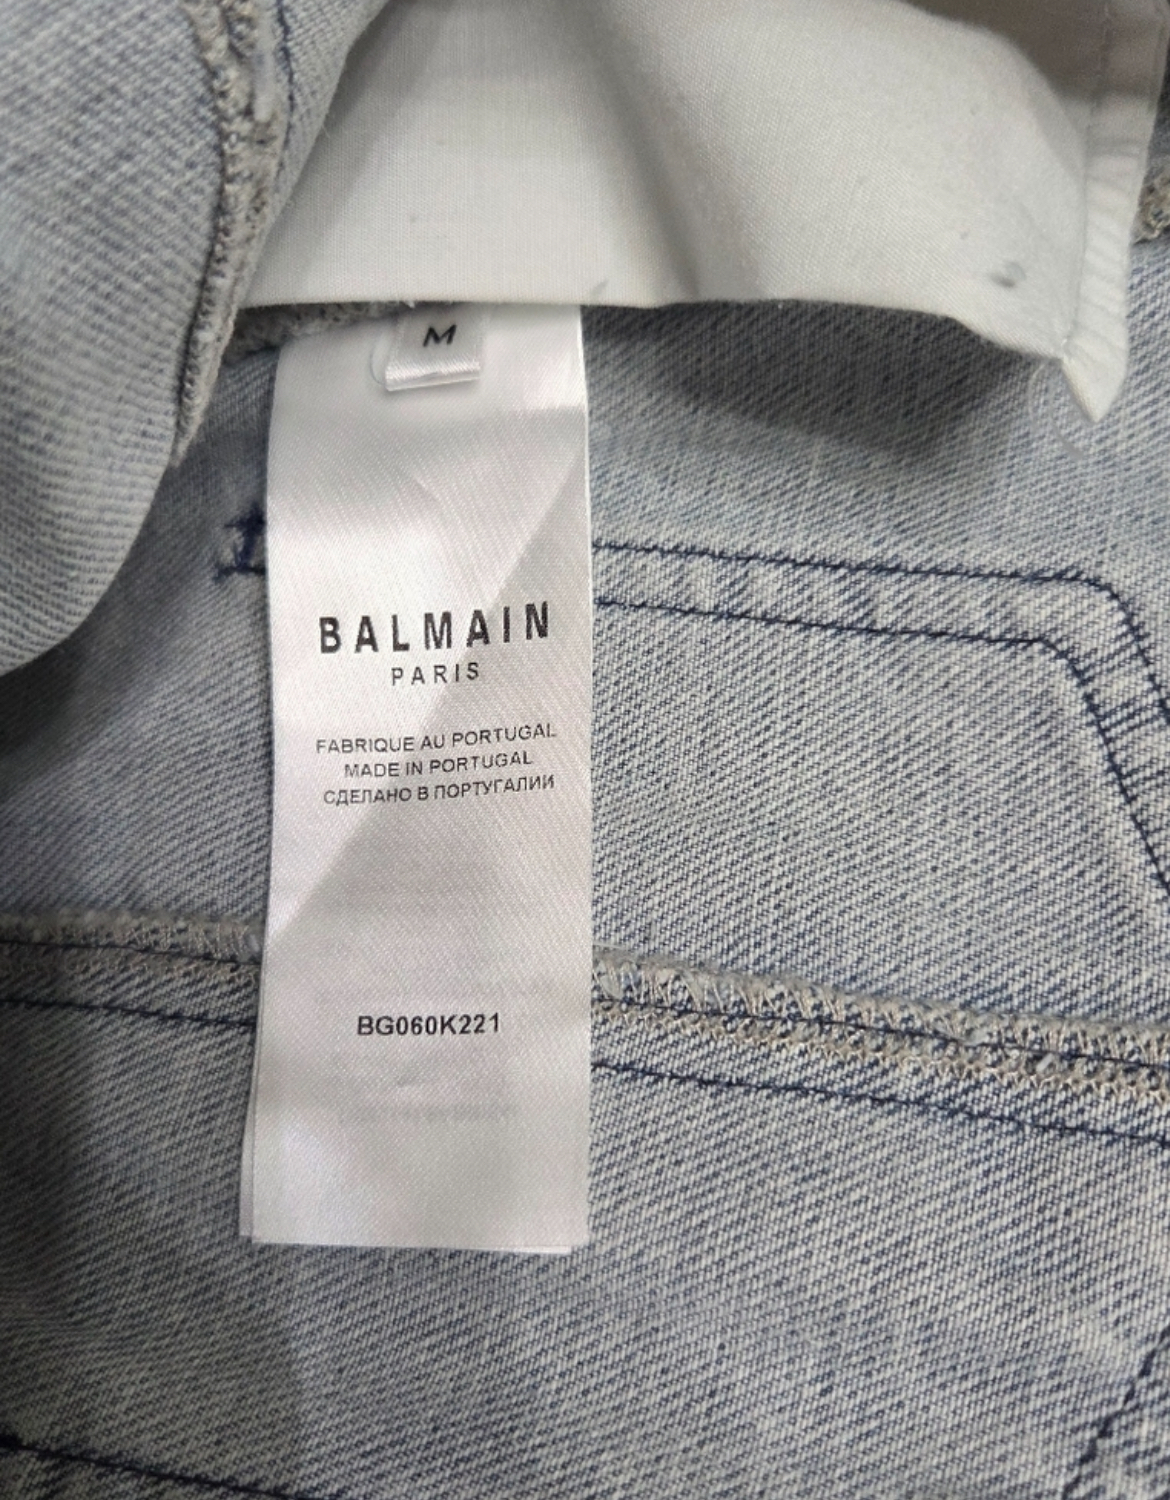 M
BALMAIN
PARIS
FABRIQUE AU PORTUGAL
MADE IN PORTUGAL
СДЕЛАНО В ПОРТУГАЛИИ
BG060K221